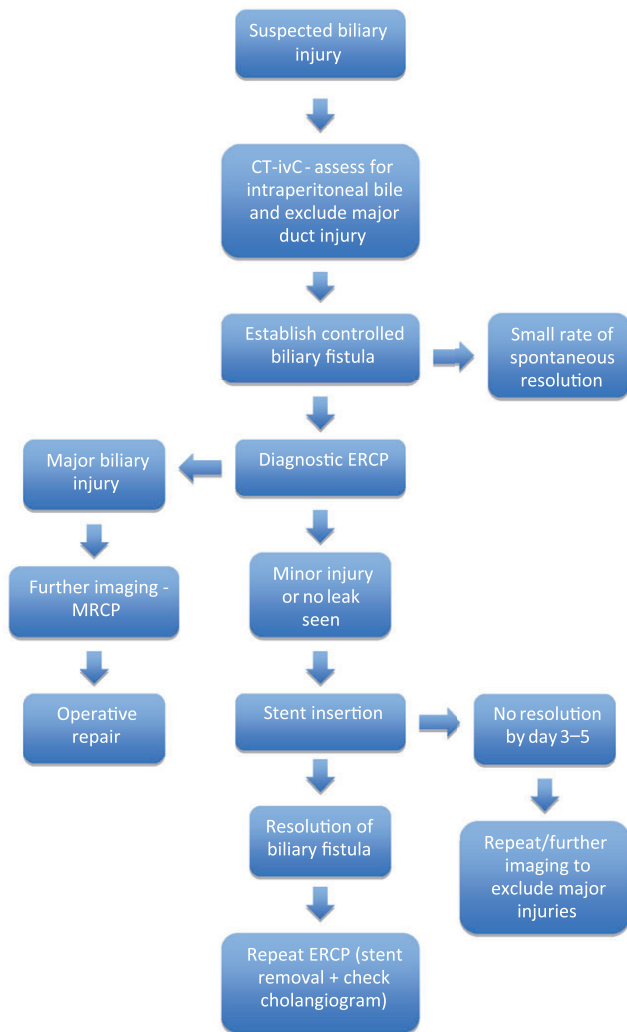 Suspected biliary
injury
CT-ivC - assess for
intraperitoneal bile
and exclude major
duct injury
Establish controlled
biliary fistula
Small rate of
spontaneous
resolution
Diagnostic ERCP
Major biliary
injury
Further imaging -
MRCP
Operative
repair
Minor injury
or no leak
seen
Stent insertion
No resolution
by day 3–5
Repeat/further
imaging to
exclude major
injuries
Resolution of
biliary fistula
Repeat ERCP (stent
removal + check
cholangiogram)